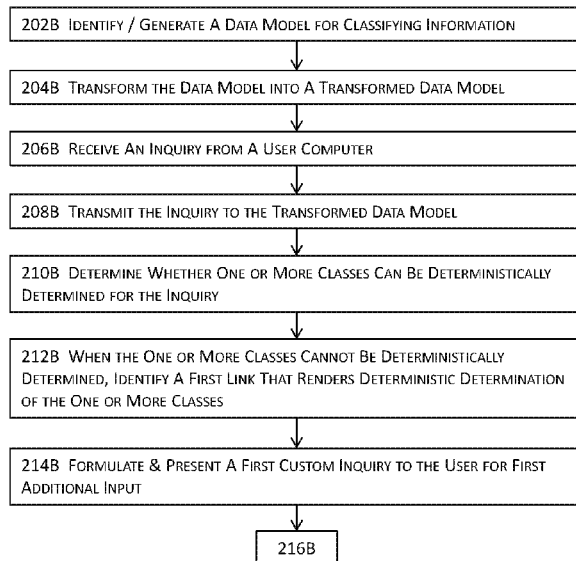 202B IDENTIFY / GENERATE A DATA MODEL FOR CLASSIFYING INFORMATION
204B TRANSFORM THE DATA MODEL INTO A TRANSFORMED DATA MODEL
206B RECEIVE AN INQUIRY FROM A USER COMPUTER
208B TRANSMIT THE INQUIRY TO THE TRANSFORMED DATA MODEL
210B DETERMINE WHETHER ONE OR MORE CLASSES CAN BE DETERMINISTICALLY
DETERMINED FOR THE INQUIRY
212B WHEN THE ONE OR MORE CLASSES CANNOT BE DETERMINISTICALLY
DETERMINED, IDENTIFY A FIRST LINK THAT RENDERS DETERMINISTIC DETERMINATION
OF THE ONE OR MORE CLASSES
214B FORMULATE & PRESENT A FIRST CUSTOM INQUIRY TO THE USER FOR FIRST
ADDITIONAL INPUT
216B